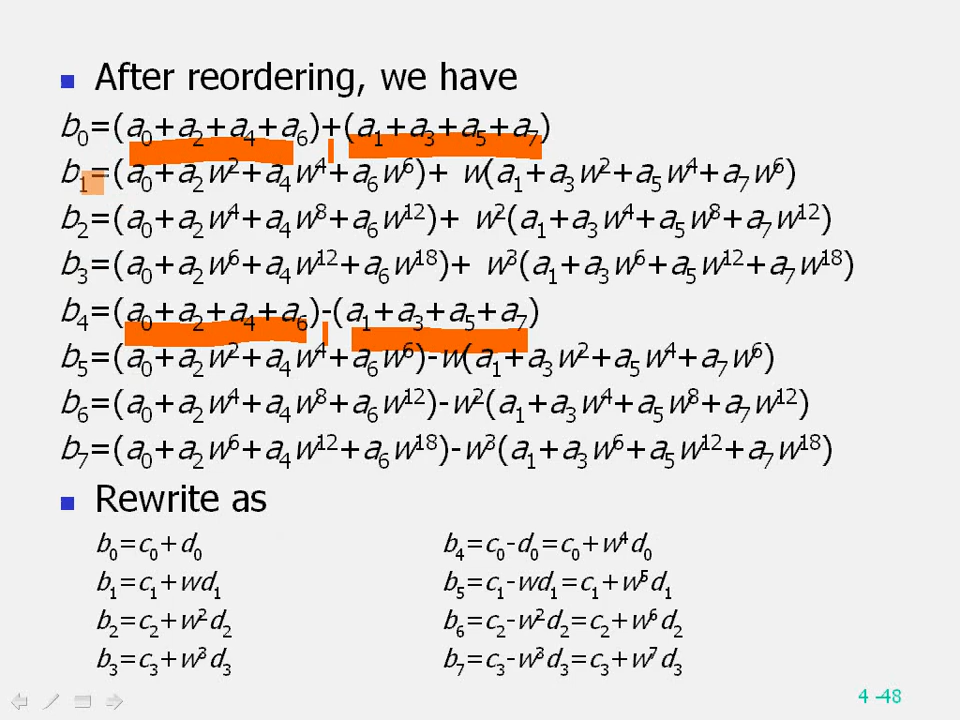 After reordering, we have
b₀=(a₀+a₂+a₄+a₆)+(a₁+a₃+a₅+a₇)
b₁=(a₀+a₂w²+a₄w⁴+a₆w⁶)+ w(a₁+a₃w²+a₅w⁴+a₇w⁶)
b₂=(a₀+a₂w⁴+a₄w⁸+a₆w¹²)+ w²(a₁+a₃w⁴+a₅w⁸+a₇w¹²)
b₃=(a₀+a₂w⁶+a₄w¹²+a₆w¹⁸)+ w³(a₁+a₃w⁶+a₅w¹²+a₇w¹⁸)
b₄=(a₀+a₂+a₄+a₆)-(a₁+a₃+a₅+a₇)
b₅=(a₀+a₂w²+a₄w⁴+a₆w⁶)-w(a₁+a₃w²+a₅w⁴+a₇w⁶)
b₆=(a₀+a₂w⁴+a₄w⁸+a₆w¹²)-w²(a₁+a₃w⁴+a₅w⁸+a₇w¹²)
b₇=(a₀+a₂w⁶+a₄w¹²+a₆w¹⁸)-w³(a₁+a₃w⁶+a₅w¹²+a₇w¹⁸)
Rewrite as
b₀=c₀+d₀
b₁=c₁+wd₁
b₂=c₂+w²d₂
b₃=c₃+w³d₃
b₄=c₀-d₀=c₀+w⁴d₀
b₅=c₁-wd₁=c₁+w⁵d₁
b₆=c₂-w²d₂=c₂+w⁶d₂
b₇=c₃-w³d₃=c₃+w⁷d₃
4 -48